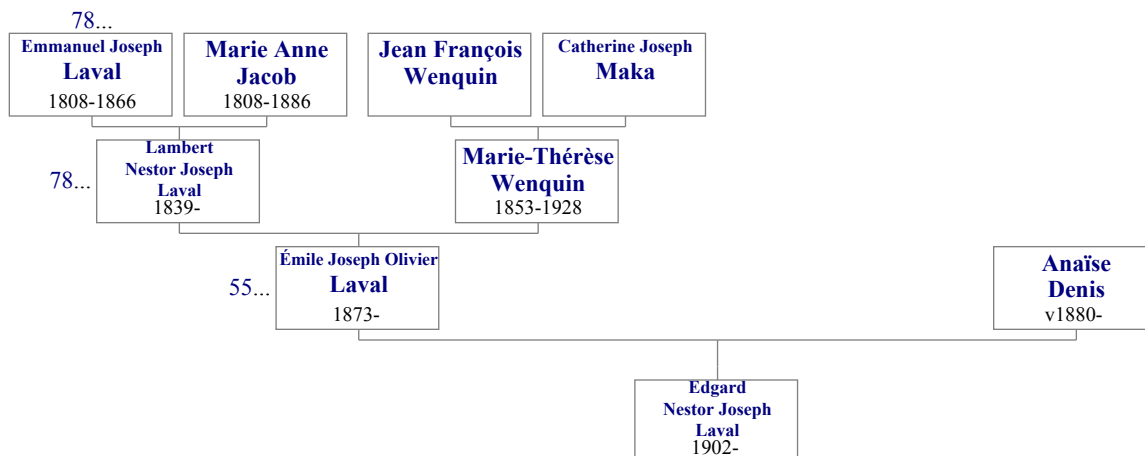 78...
Emmanuel Joseph
Laval
1808-1866
Marie Anne
Jacob
1808-1886
Jean François
Wenquin
Catherine Joseph
Maka
78...
Lambert
Nestor Joseph
Laval
1839-
Marie-Thérèse
Wenquin
1853-1928
55...
Émile Joseph Olivier
Laval
1873-
Anaïse
Denis
v1880-
Edgard
Nestor Joseph
Laval
1902-